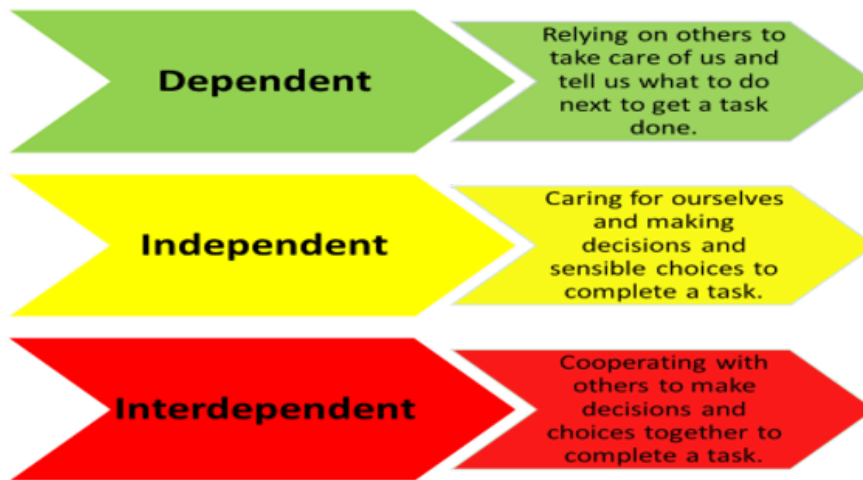 Dependent
Relying on others to
take care of us and
tell us what to do
next to get a task
done.
Independent
Caring for ourselves
and making
decisions and
sensible choices to
complete a task.
Interdependent
Cooperating with
others to make
decisions and
choices together to
complete a task.